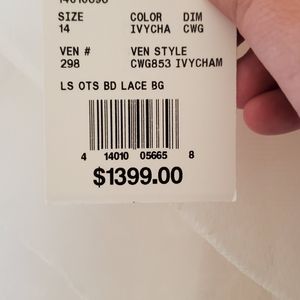 SIZE COLOR DIM
14 IVYCHA CWG
VEN # VEN STYLE
298 CWG853 IVYCHAM
LS OTS BD LACE BG
4 14010 05665 8
$1399.00